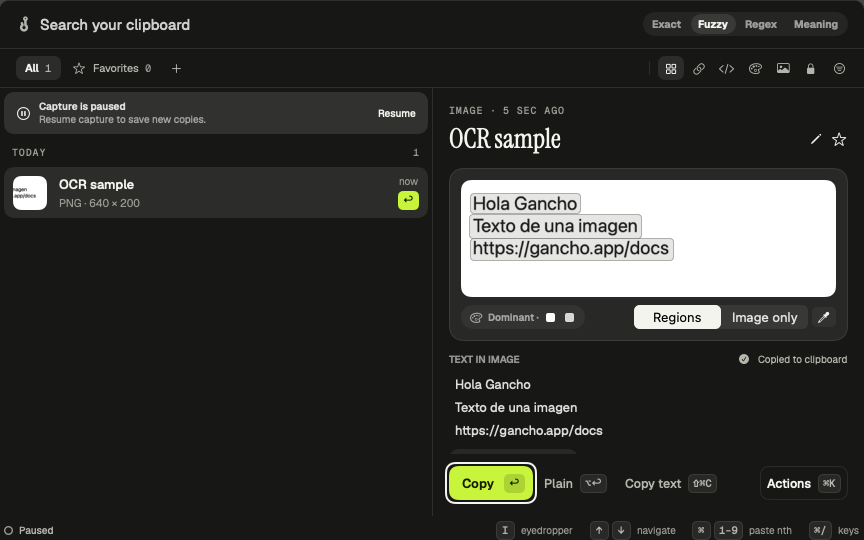 Search your clipboard
Exact Fuzzy Regex Meaning
All 1 Favorites 0 +
Capture is paused
Resume capture to save new copies.
Resume
TODAY 1
OCR sample
PNG · 640 × 200
now
IMAGE · 5 SEC AGO
OCR sample
Hola Gancho
Texto de una imagen
https://gancho.app/docs
Dominant ·
Regions Image only
TEXT IN IMAGE
Copied to clipboard
Hola Gancho
Texto de una imagen
https://gancho.app/docs
Copy ↩ Plain ⌥↩ Copy text ⇧⌘C Actions ⌘K
Paused
I eyedropper ↑ ↓ navigate ⌘ 1–9 paste nth ⌘/ keys